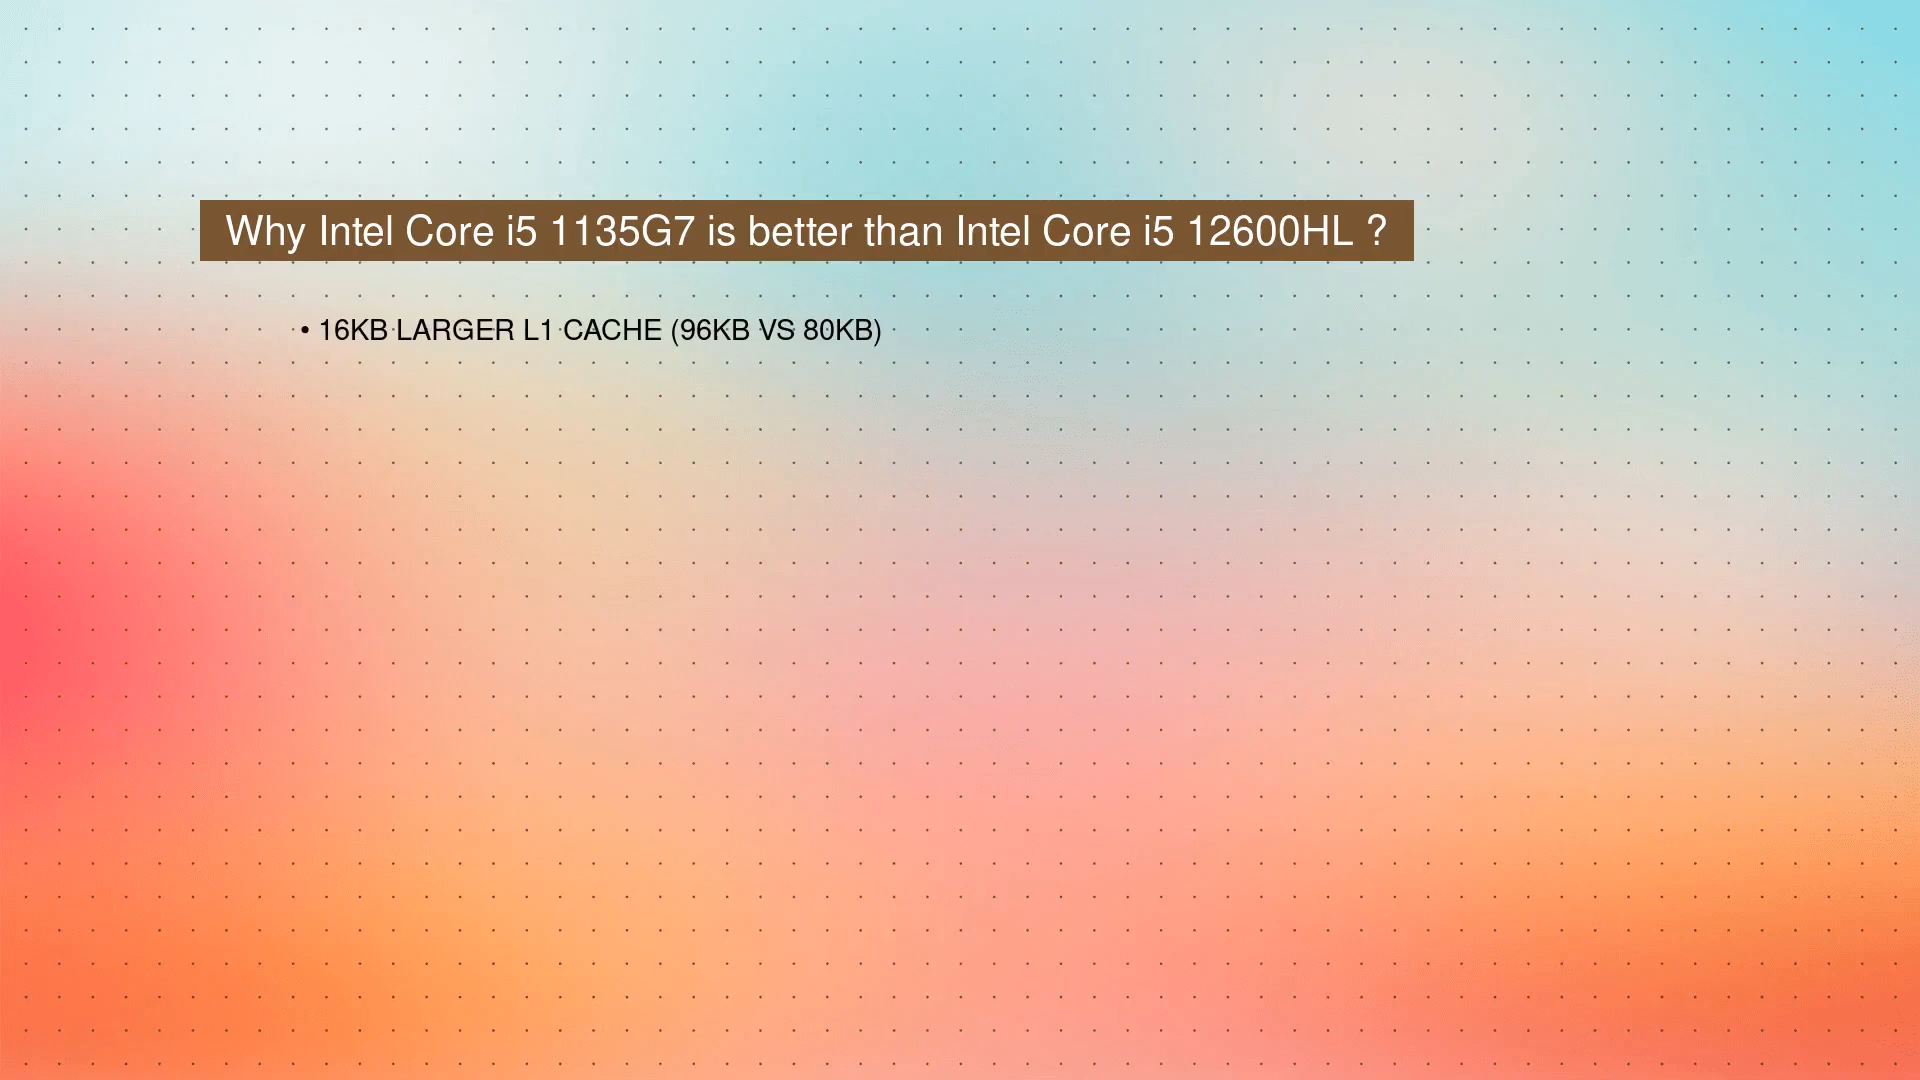 Why Intel Core i5 1135G7 is better than Intel Core i5 12600HL ?
• 16KB LARGER L1 CACHE (96KB VS 80KB)